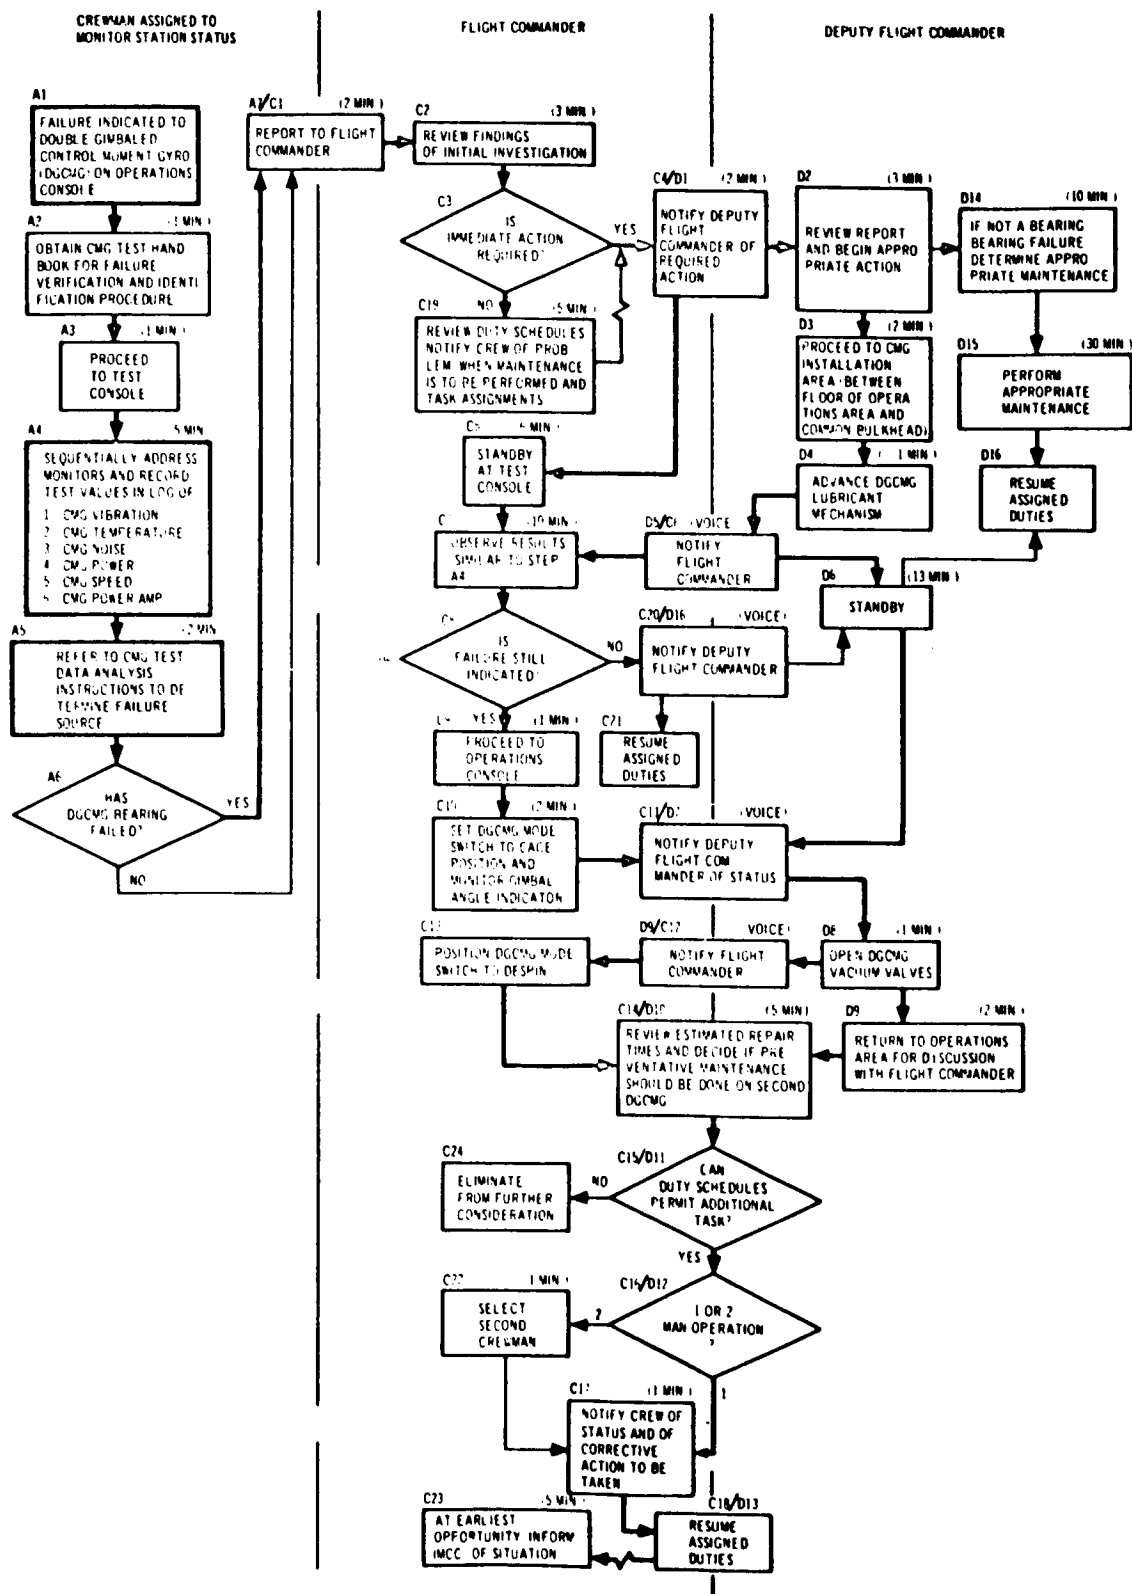 CREWMAN ASSIGNED TO
MONITOR STATION STATUS
FLIGHT COMMANDER
DEPUTY FLIGHT COMMANDER
A1
FAILURE INDICATED TO
DOUBLE GIMBALED
CONTROL MOMENT GYRO
(DGCMG) ON OPERATIONS
CONSOLE
A2
(1 MIN.)
OBTAIN CMG TEST HAND
BOOK FOR FAILURE
VERIFICATION AND IDENTI
FICATION PROCEDURE
A3
(1 MIN.)
PROCEED
TO TEST
CONSOLE
A4
5 MIN
SEQUENTIALLY ADDRESS
MONITORS AND RECORD
TEST VALUES IN LOG OF
1 CMG VIBRATION
2 CMG TEMPERATURE
3 CMG NOISE
4 CMG POWER
5 CMG SPEED
6 CMG POWER AMP
A5
(2 MIN
REFER TO CMG TEST
DATA ANALYSIS
INSTRUCTIONS TO DE
TERMINE FAILURE
SOURCE
A6
HAS
DGCMG BEARING
FAILED?
YES
NO
A7/C1
(2 MIN)
REPORT TO FLIGHT
COMMANDER
C2
(3 MIN)
REVIEW FINDINGS
OF INITIAL INVESTIGATION
C3
IS
IMMEDIATE ACTION
REQUIRED?
YES
NO
C19
(5 MIN)
REVIEW DUTY SCHEDULES
NOTIFY CREW OF PROB
LEM, WHEN MAINTENANCE
IS TO BE PERFORMED AND
TASK ASSIGNMENTS
C4/D1
(2 MIN)
NOTIFY DEPUTY
FLIGHT
COMMANDER OF
REQUIRED
ACTION
D2
(3 MIN)
REVIEW REPORT
AND BEGIN APPRO
PRIATE ACTION
D14
(10 MIN)
IF NOT A BEARING
BEARING FAILURE
DETERMINE APPRO
PRIATE MAINTENANCE
D3
(2 MIN)
PROCEED TO CMG
INSTALLATION
AREA (BETWEEN
FLOOR OF OPERA
TIONS AREA AND
COMMON BULKHEAD)
D15
(30 MIN)
PERFORM
APPROPRIATE
MAINTENANCE
D4
1 MIN)
ADVANCE DGCMG
LUBRICANT
MECHANISM
D16
RESUME
ASSIGNED
DUTIES
STANDBY
AT TEST
CONSOLE
OBSERVE RESULTS
SIMILAR TO STEP
A4
(VOICE
NOTIFY
FLIGHT
COMMANDER
D6
(13 MIN)
STANDBY
IS
FAILURE STILL
INDICATED?
NO
YES
C20/D16
(VOICE)
NOTIFY DEPUTY
FLIGHT COMMANDER
C21
RESUME
ASSIGNED
DUTIES
(1 MIN)
PROCEED TO
OPERATIONS
CONSOLE
(2 MIN)
SET DGCMG MODE
SWITCH TO CAGE
POSITION AND
MONITOR GIMBAL
ANGLE INDICATOR
(VOICE)
NOTIFY DEPUTY
FLIGHT COM
MANDER OF STATUS
POSITION DGCMG MODE
SWITCH TO DESPIN
VOICE)
NOTIFY FLIGHT
COMMANDER
D8
(1 MIN)
OPEN DGCMG
VACUUM VALVES
C14/D10
(5 MIN)
REVIEW ESTIMATED REPAIR
TIMES AND DECIDE IF PRE
VENTATIVE MAINTENANCE
SHOULD BE DONE ON SECOND
DGCMG
D9
(2 MIN)
RETURN TO OPERATIONS
AREA FOR DISCUSSION
WITH FLIGHT COMMANDER
C15/D11
CAN
DUTY SCHEDULES
PERMIT ADDITIONAL
TASK?
NO
YES
C24
ELIMINATE
FROM FURTHER
CONSIDERATION
C16/D12
1 OR 2
MAN OPERATION
?
2
1
1 MIN)
SELECT
SECOND
CREWMAN
(1 MIN)
NOTIFY CREW OF
STATUS AND OF
CORRECTIVE
ACTION TO BE
TAKEN
C18/D13
RESUME
ASSIGNED
DUTIES
C23
(5 MIN)
AT EARLIEST
OPPORTUNITY INFORM
IMCC OF SITUATION